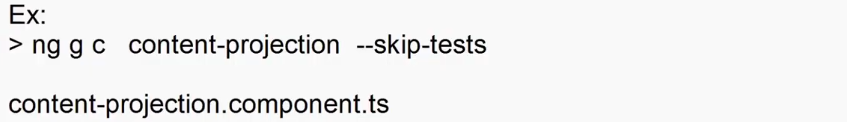 Ex:
> ng g c content-projection --skip-tests
content-projection.component.ts